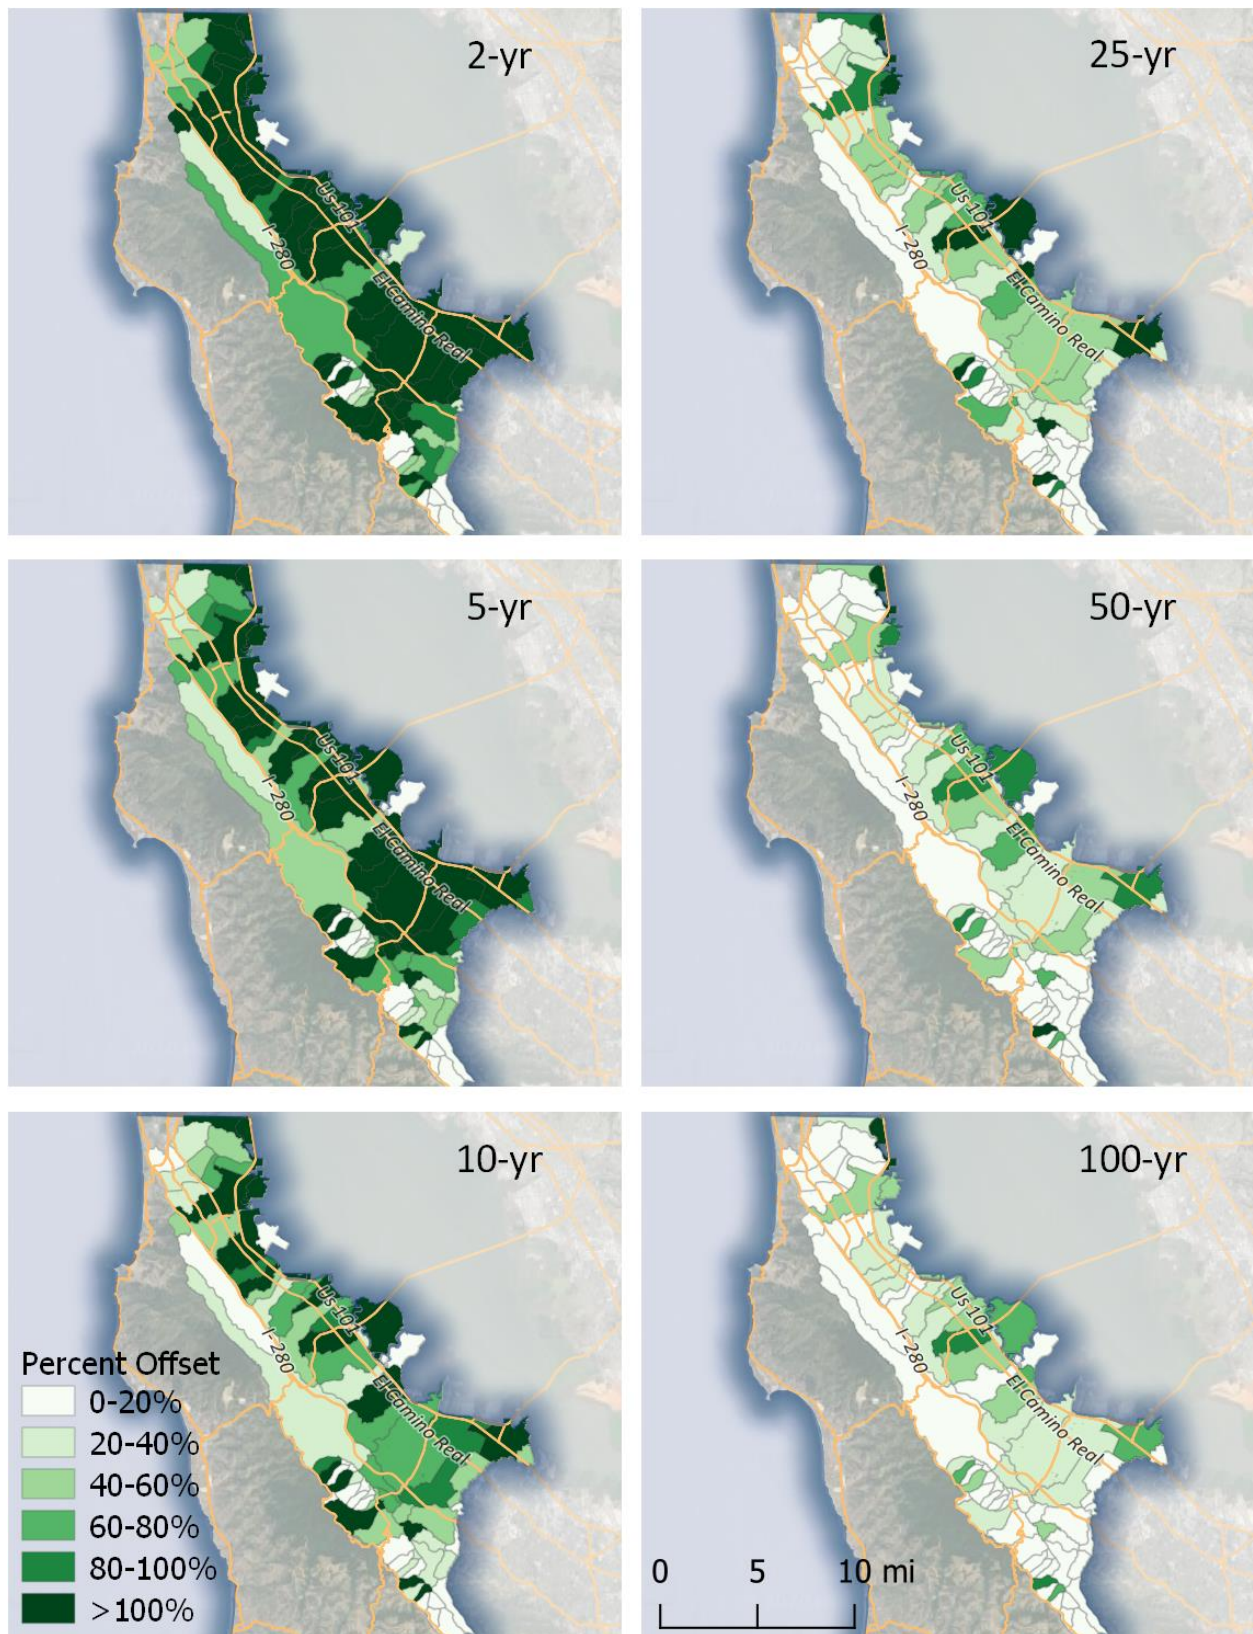 2-yr
25-yr
Us 101
I-280
El Camino Real
Us 101
I-280
El Camino Real
5-yr
50-yr
Us 101
I-280
El Camino Real
Us 101
I-280
El Camino Real
10-yr
100-yr
Us 101
I-280
El Camino Real
Us 101
I-280
El Camino Real
Percent Offset
0-20%
20-40%
40-60%
60-80%
80-100%
>100%
0 5 10 mi